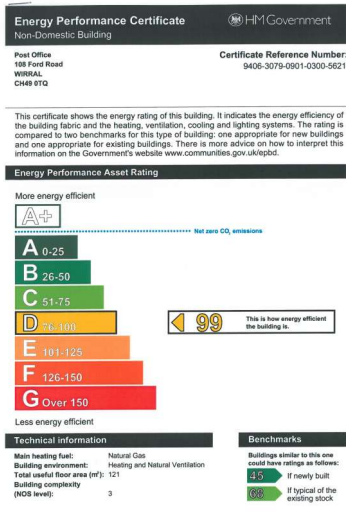 Energy Performance Certificate
HM Government
Non-Domestic Building
Post Office
108 Ford Road
WIRRAL
CH49 0TQ
Certificate Reference Number:
9406-3079-0901-0300-5621
This certificate shows the energy rating of this building. It indicates the energy efficiency of
the building fabric and the heating, ventilation, cooling and lighting systems. The rating is
compared to two benchmarks for this type of building: one appropriate for new buildings
and one appropriate for existing buildings. There is more advice on how to interpret this
information on the Government's website www.communities.gov.uk/epbd.
Energy Performance Asset Rating
More energy efficient
A+
Net zero CO₂ emissions
A 0-25
B 26-50
C 51-75
D 76-100
99
This is how energy efficient
the building is.
E 101-125
F 126-150
G Over 150
Less energy efficient
Technical information
Main heating fuel: Natural Gas
Building environment: Heating and Natural Ventilation
Total useful floor area (m²): 121
Building complexity
(NOS level): 3
Benchmarks
Buildings similar to this one
could have ratings as follows:
45 If newly built
68 If typical of the
existing stock